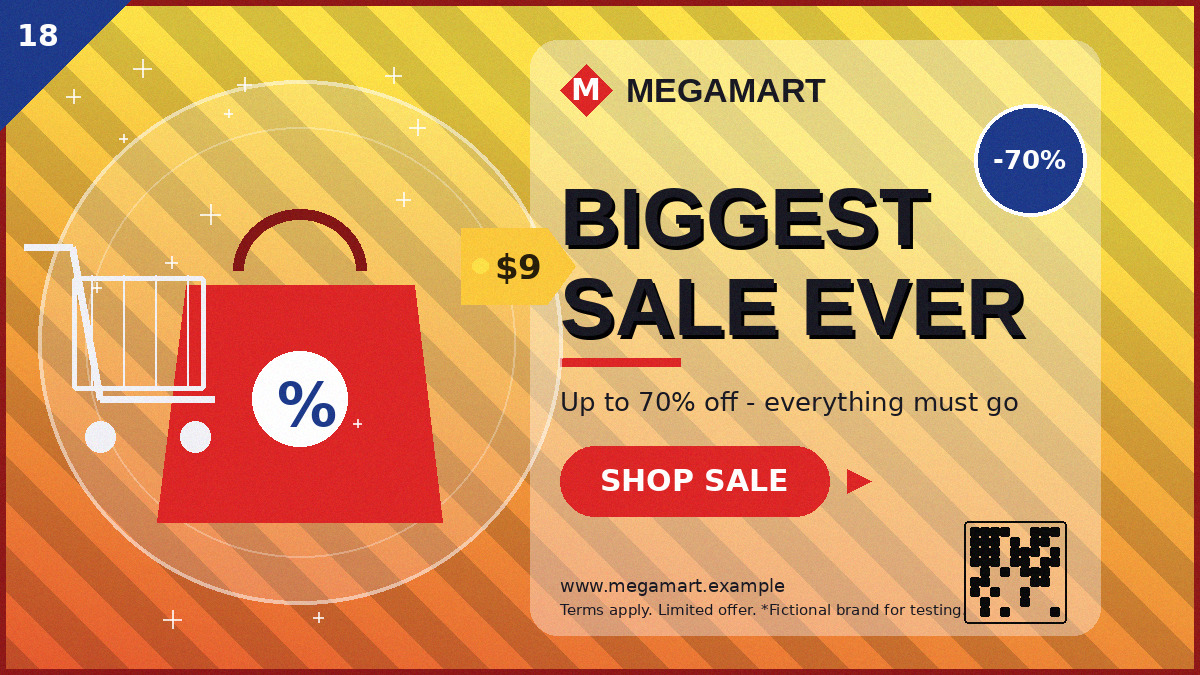 18
M MEGAMART
-70%
BIGGEST
SALE EVER
$9
%
Up to 70% off - everything must go
SHOP SALE
www.megamart.example
Terms apply. Limited offer. *Fictional brand for testing.